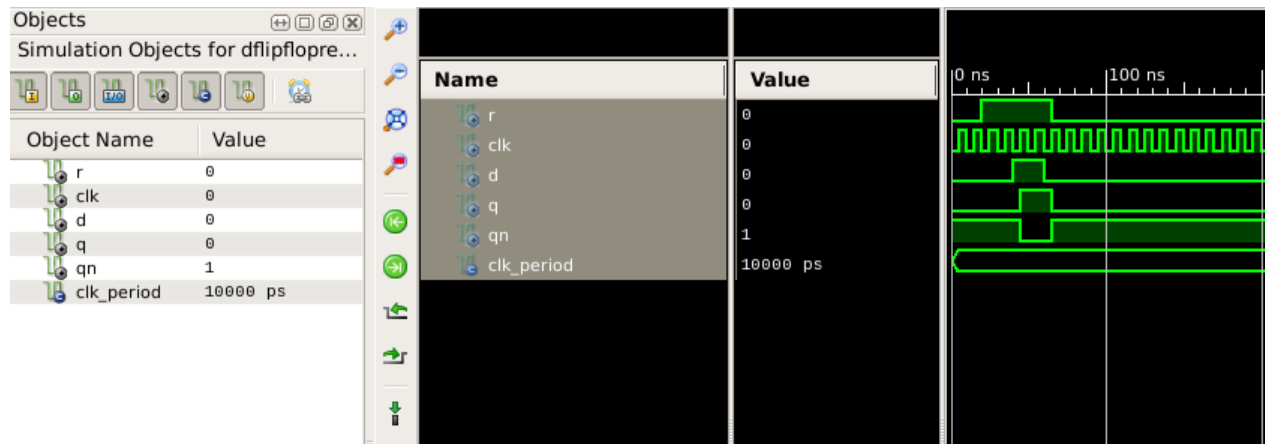 Objects
Simulation Objects for dflipflopre...
I O I/O C V
Object Name Value
r 0
clk 0
d 0
q 0
qn 1
clk_period 10000 ps
Name Value
r 0
clk 0
d 0
q 0
qn 1
clk_period 10000 ps
0 ns 100 ns